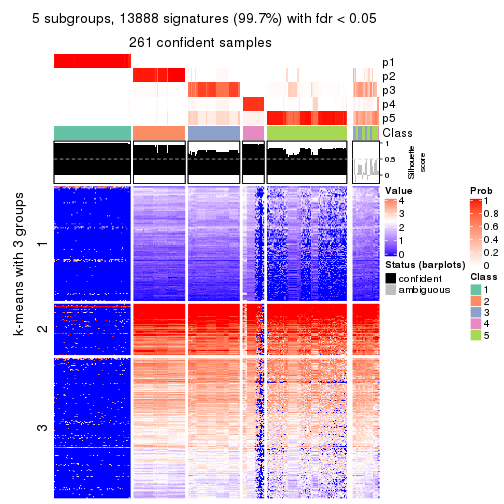 5 subgroups, 13888 signatures (99.7%) with fdr < 0.05
261 confident samples
p1
p2
p3
p4
p5
Class
1
0.5
0
Silhouette
score
k-means with 3 groups
1
2
3
Value
4
3
2
1
0
Status (barplots)
confident
ambiguous
Prob
1
0.8
0.6
0.4
0.2
0
Class
1
2
3
4
5